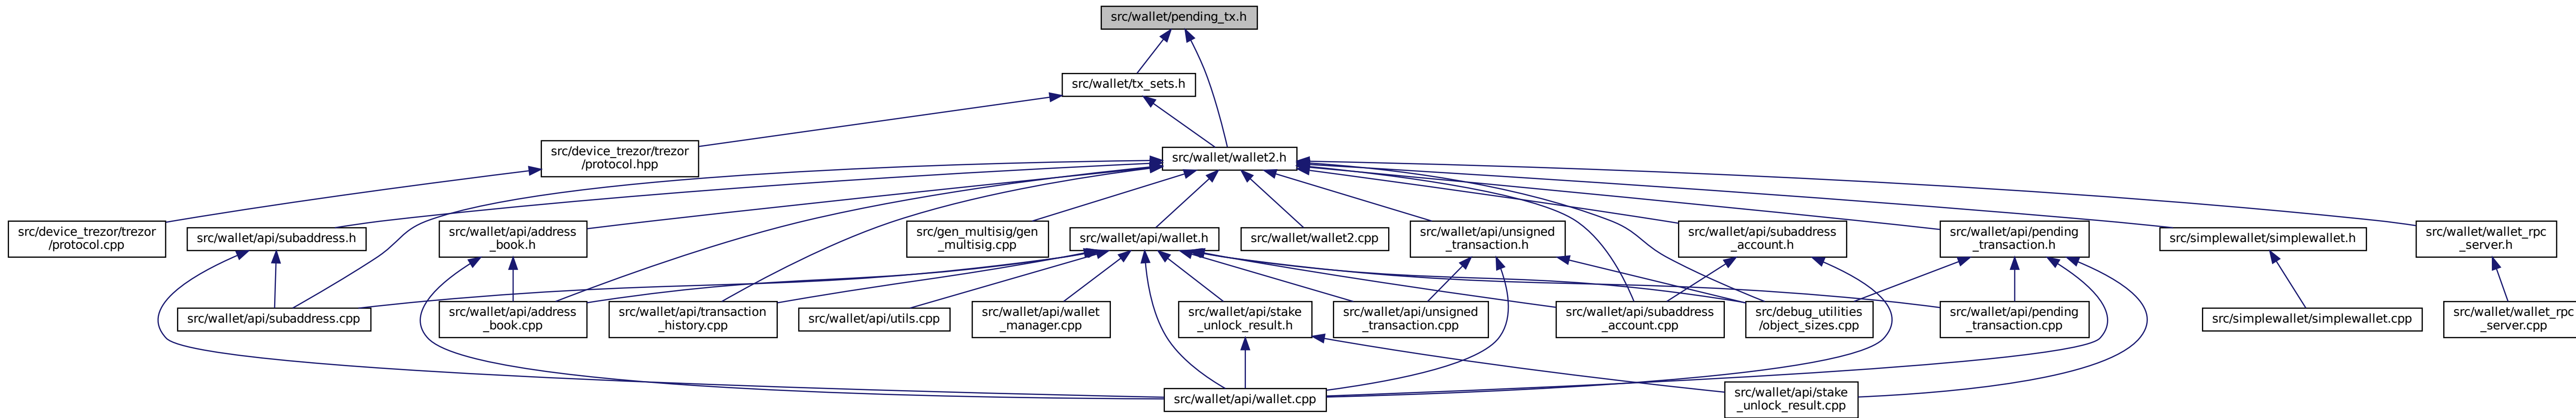 src/wallet/pending_tx.h
src/wallet/tx_sets.h
src/device_trezor/trezor
/protocol.hpp
src/wallet/wallet2.h
src/device_trezor/trezor
/protocol.cpp
src/wallet/api/subaddress.h
src/wallet/api/address
_book.h
src/gen_multisig/gen
_multisig.cpp
src/wallet/api/wallet.h
src/wallet/wallet2.cpp
src/wallet/api/unsigned
_transaction.h
src/wallet/api/subaddress
_account.h
src/wallet/api/pending
_transaction.h
src/simplewallet/simplewallet.h
src/wallet/wallet_rpc
_server.h
src/wallet/api/subaddress.cpp
src/wallet/api/address
_book.cpp
src/wallet/api/transaction
_history.cpp
src/wallet/api/utils.cpp
src/wallet/api/wallet
_manager.cpp
src/wallet/api/stake
_unlock_result.h
src/wallet/api/unsigned
_transaction.cpp
src/wallet/api/subaddress
_account.cpp
src/debug_utilities
/object_sizes.cpp
src/wallet/api/pending
_transaction.cpp
src/simplewallet/simplewallet.cpp
src/wallet/wallet_rpc
_server.cpp
src/wallet/api/wallet.cpp
src/wallet/api/stake
_unlock_result.cpp